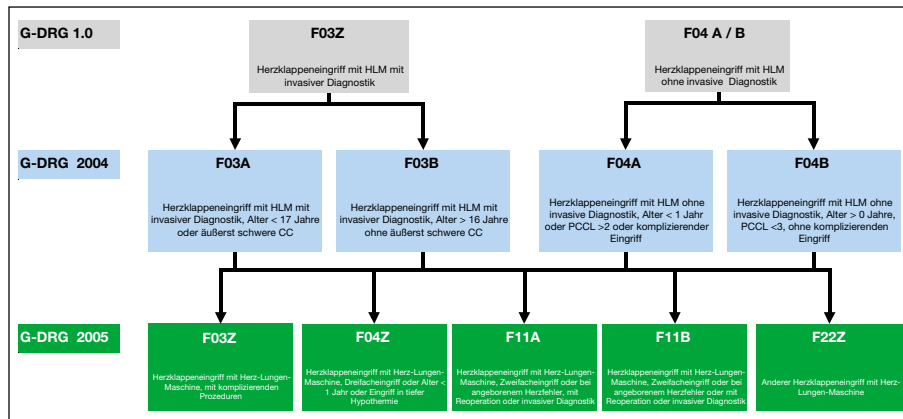 G-DRG 1.0
F03Z
Herzklappeneingriff mit HLM mit
invasiver Diagnostik
F04 A / B
Herzklappeneingriff mit HLM
ohne invasive Diagnostik
G-DRG 2004
F03A
Herzklappeneingriff mit HLM mit
invasiver Diagnostik, Alter < 17 Jahre
oder äußerst schwere CC
F03B
Herzklappeneingriff mit HLM mit
invasiver Diagnostik, Alter > 16 Jahre
ohne äußerst schwere CC
F04A
Herzklappeneingriff mit HLM ohne
invasive Diagnostik, Alter < 1 Jahr
oder PCCL >2 oder komplizierender
Eingriff
F04B
Herzklappeneingriff mit HLM ohne
invasive Diagnostik, Alter > 0 Jahre,
PCCL <3, ohne komplizierenden
Eingriff
G-DRG 2005
F03Z
Herzklappeneingriff mit Herz-Lungen-
Maschine, mit komplizierenden
Prozeduren
F04Z
Herzklappeneingriff mit Herz-Lungen-
Maschine, Dreifacheingriff oder Alter <
1 Jahr oder Eingriff in tiefer
Hypothermie
F11A
Herzklappeneingriff mit Herz-Lungen-
Maschine, Zweifacheingriff oder bei
angeborenem Herzfehler, mit
Reoperation oder invasiver Diagnostik
F11B
Herzklappeneingriff mit Herz-Lungen-
Maschine, Zweifacheingriff oder bei
angeborenem Herzfehler oder mit
Reoperation oder invasiver Diagnostik
F22Z
Anderer Herzklappeneingriff mit Herz-
Lungen-Maschine